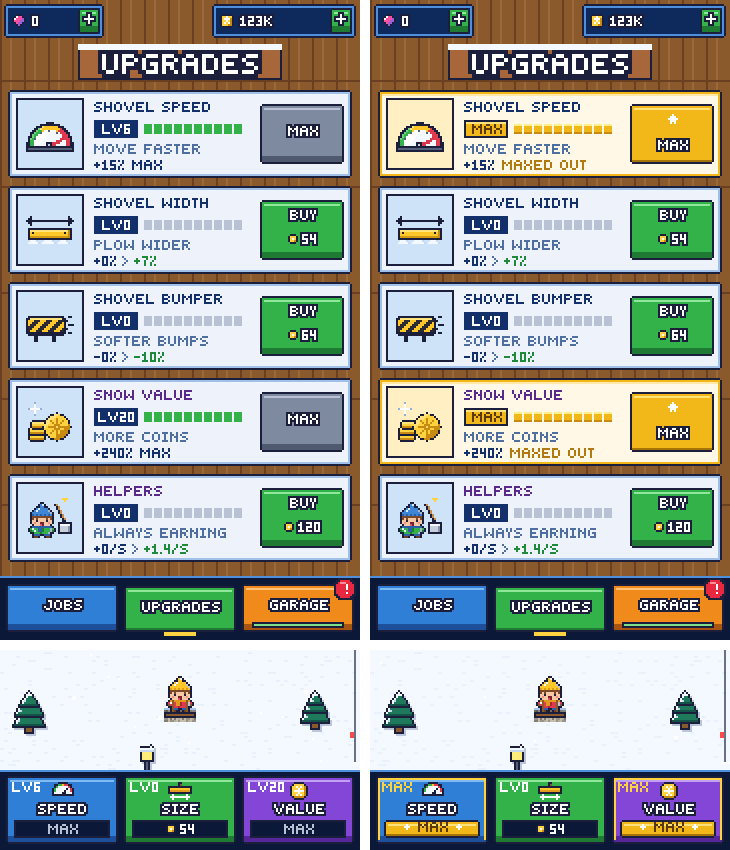 0
123K
UPGRADES
SHOVEL SPEED
LV6
MOVE FASTER
+15% MAX
MAX
SHOVEL WIDTH
LV0
PLOW WIDER
+0% > +7%
BUY
54
SHOVEL BUMPER
LV0
SOFTER BUMPS
-0% > -10%
BUY
64
SNOW VALUE
LV20
MORE COINS
+240% MAX
MAX
HELPERS
LV0
ALWAYS EARNING
+0/S > +1.4/S
BUY
120
JOBS
UPGRADES
GARAGE
!
0
123K
UPGRADES
SHOVEL SPEED
MAX
MOVE FASTER
+15% MAXED OUT
MAX
SHOVEL WIDTH
LV0
PLOW WIDER
+0% > +7%
BUY
54
SHOVEL BUMPER
LV0
SOFTER BUMPS
-0% > -10%
BUY
64
SNOW VALUE
MAX
MORE COINS
+240% MAXED OUT
MAX
HELPERS
LV0
ALWAYS EARNING
+0/S > +1.4/S
BUY
120
JOBS
UPGRADES
GARAGE
!
LV6
SPEED
MAX
LV0
SIZE
54
LV20
VALUE
MAX
MAX
SPEED
MAX
LV0
SIZE
54
MAX
VALUE
MAX